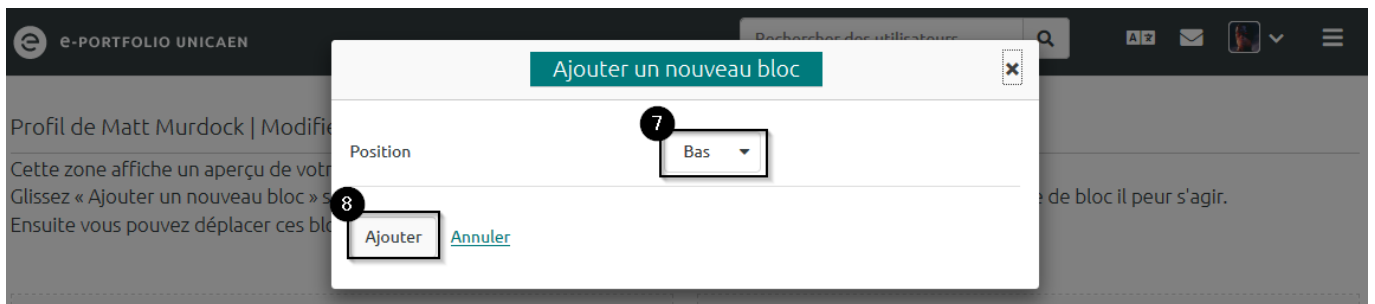 e-PORTFOLIO UNICAEN
Rechercher des utilisateurs
Ajouter un nouveau bloc
Profil de Matt Murdock | Modifie
7
Position
Bas
Cette zone affiche un aperçu de votr
Glissez « Ajouter un nouveau bloc » s
de bloc il peur s'agir.
8
Ensuite vous pouvez déplacer ces blo
Ajouter
Annuler